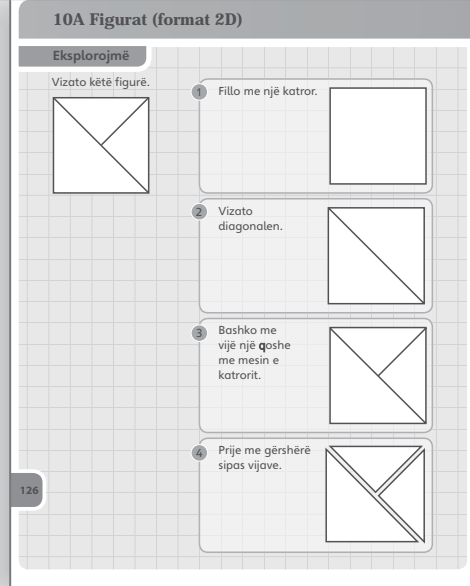 10A Figurat (format 2D)
Eksplorojmë
Vizato këtë figurë.
1 Fillo me një katror.
2 Vizato
diagonalen.
3 Bashko me
vijë një qoshe
me mesin e
katrorit.
4 Prije me gërshërë
sipas vijave.
126